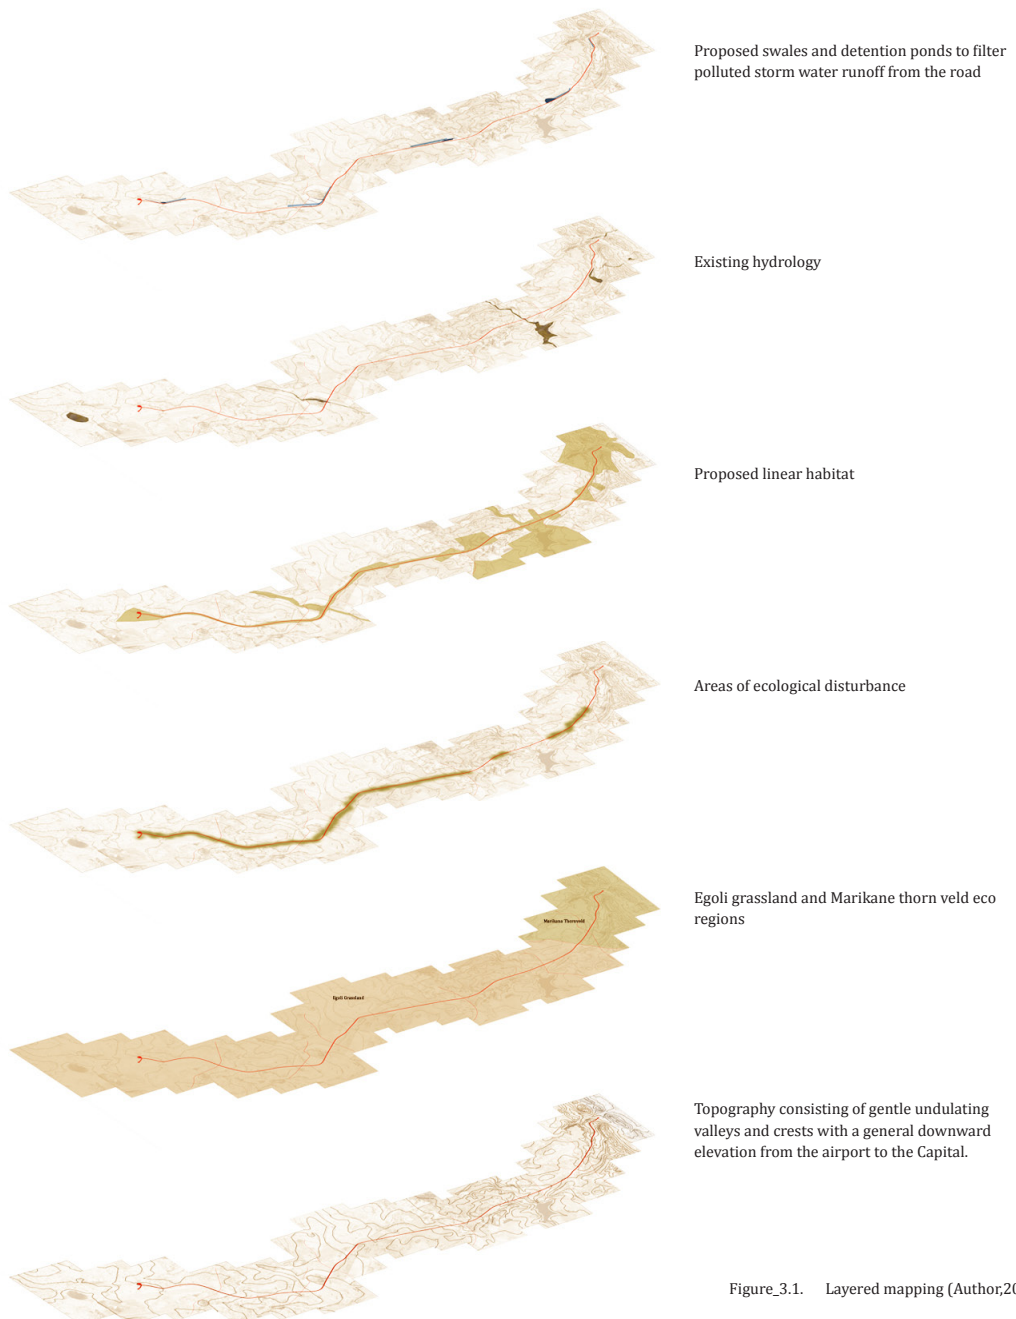 Proposed swales and detention ponds to filter
polluted storm water runoff from the road
Existing hydrology
Proposed linear habitat
Areas of ecological disturbance
Egoli grassland and Marikane thorn veld eco
regions
Marikana Thornveld
Egoli Grassland
Topography consisting of gentle undulating
valleys and crests with a general downward
elevation from the airport to the Capital.
Figure_3.1. Layered mapping (Author,20